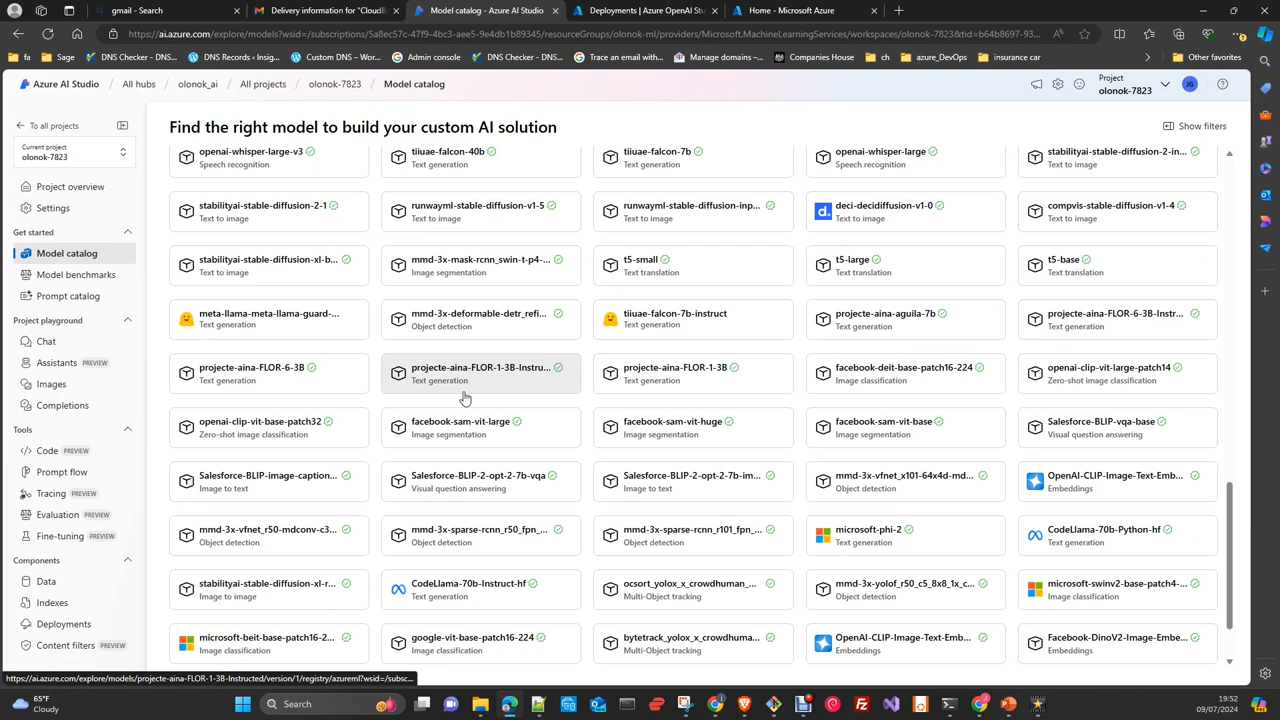 gmail - Search
Delivery information for "CloudB
Model catalog - Azure AI Studio
Deployments | Azure OpenAI Stu
Home - Microsoft Azure
https://ai.azure.com/explore/models?wsid=/subscriptions/5a8ec57c-47f9-4bc3-aee5-9e4db1b89345/resourceGroups/olonok-ml/providers/Microsoft.MachineLearningServices/workspaces/olonok-7823&tid=b64b8697-93...
fa
Sage
DNS Checker - DNS...
DNS Records ‹ Insig...
Custom DNS – Wor...
Admin console
DNS Checker - DNS...
Trace an email with...
Manage domains –...
Companies House
ch
azure_DevOps
insurance car
Other favorites
Azure AI Studio
All hubs
olonok_ai
All projects
olonok-7823
Model catalog
Project
olonok-7823
JG
To all projects
Current project
olonok-7823
Project overview
Settings
Get started
Model catalog
Model benchmarks
Prompt catalog
Project playground
Chat
Assistants PREVIEW
Images
Completions
Tools
Code PREVIEW
Prompt flow
Tracing PREVIEW
Evaluation PREVIEW
Fine-tuning PREVIEW
Components
Data
Indexes
Deployments
Content filters PREVIEW
Find the right model to build your custom AI solution
Show filters
openai-whisper-large-v3
Speech recognition
tiiuae-falcon-40b
Text generation
tiiuae-falcon-7b
Text generation
openai-whisper-large
Speech recognition
stabilityai-stable-diffusion-2-in...
Text to image
stabilityai-stable-diffusion-2-1
Text to image
runwayml-stable-diffusion-v1-5
Text to image
runwayml-stable-diffusion-inp...
Text to image
deci-decidiffusion-v1-0
Text to image
compvis-stable-diffusion-v1-4
Text to image
stabilityai-stable-diffusion-xl-b...
Text to image
mmd-3x-mask-rcnn_swin-t-p4-...
Image segmentation
t5-small
Text translation
t5-large
Text translation
t5-base
Text translation
meta-llama-meta-llama-guard-...
Text generation
mmd-3x-deformable-detr_refi...
Object detection
tiiuae-falcon-7b-instruct
Text generation
projecte-aina-aguila-7b
Text generation
projecte-aina-FLOR-6-3B-Instr...
Text generation
projecte-aina-FLOR-6-3B
Text generation
projecte-aina-FLOR-1-3B-Instru...
Text generation
projecte-aina-FLOR-1-3B
Text generation
facebook-deit-base-patch16-224
Image classification
openai-clip-vit-large-patch14
Zero-shot image classification
openai-clip-vit-base-patch32
Zero-shot image classification
facebook-sam-vit-large
Image segmentation
facebook-sam-vit-huge
Image segmentation
facebook-sam-vit-base
Image segmentation
Salesforce-BLIP-vqa-base
Visual question answering
Salesforce-BLIP-image-caption...
Image to text
Salesforce-BLIP-2-opt-2-7b-vqa
Visual question answering
Salesforce-BLIP-2-opt-2-7b-im...
Image to text
mmd-3x-vfnet_x101-64x4d-md...
Object detection
OpenAI-CLIP-Image-Text-Emb...
Embeddings
mmd-3x-vfnet_r50-mdconv-c3...
Object detection
mmd-3x-sparse-rcnn_r50_fpn_...
Object detection
mmd-3x-sparse-rcnn_r101_fpn_...
Object detection
microsoft-phi-2
Text generation
CodeLlama-70b-Python-hf
Text generation
stabilityai-stable-diffusion-xl-r...
Image to image
CodeLlama-70b-Instruct-hf
Text generation
ocsort_yolox_x_crowdhuman_...
Multi-Object tracking
mmd-3x-yolof_r50_c5_8x8_1x_c...
Object detection
microsoft-swinv2-base-patch4-...
Image classification
microsoft-beit-base-patch16-2...
Image classification
google-vit-base-patch16-224
Image classification
bytetrack_yolox_x_crowdhuma...
Multi-Object tracking
OpenAI-CLIP-Image-Text-Emb...
Embeddings
Facebook-DinoV2-Image-Embe...
Embeddings
https://ai.azure.com/explore/models/projecte-aina-FLOR-1-3B-Instructed/version/1/registry/azureml?wsid=/subsc...
65°F
Cloudy
Search
19:52
09/07/2024